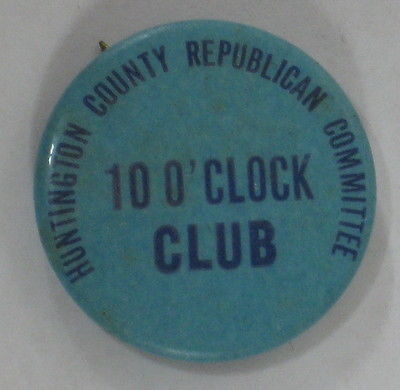 HUNTINGTON COUNTY REPUBLICAN COMMITTEE
10 O'CLOCK
CLUB